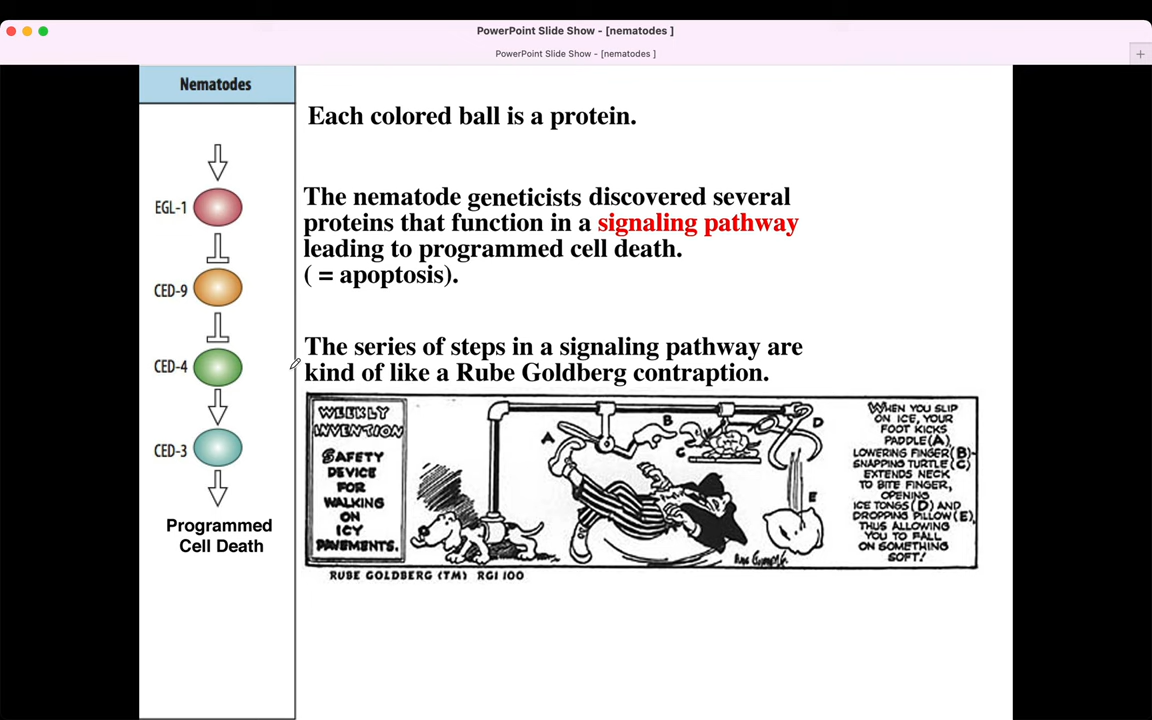 PowerPoint Slide Show - [nematodes ]
PowerPoint Slide Show - [nematodes ]
Nematodes
EGL-1
CED-9
CED-4
CED-3
Programmed
Cell Death
Each colored ball is a protein.
The nematode geneticists discovered several
proteins that function in a signaling pathway
leading to programmed cell death.
( = apoptosis).
The series of steps in a signaling pathway are
kind of like a Rube Goldberg contraption.
WEEKLY
INVENTION
SAFETY
DEVICE
FOR
WALKING
ON
ICY
PAVEMENTS.
A
B
C
D
E
WHEN YOU SLIP
ON ICE, YOUR
FOOT KICKS
PADDLE (A),
LOWERING FINGER (B)-
SNAPPING TURTLE (C)
EXTENDS NECK
TO BITE FINGER,
OPENING
ICE TONGS (D) AND
DROPPING PILLOW (E),
THUS ALLOWING
YOU TO FALL
ON SOMETHING
SOFT!
Rube Goldberg
RUBE GOLDBERG (TM) RGI 100